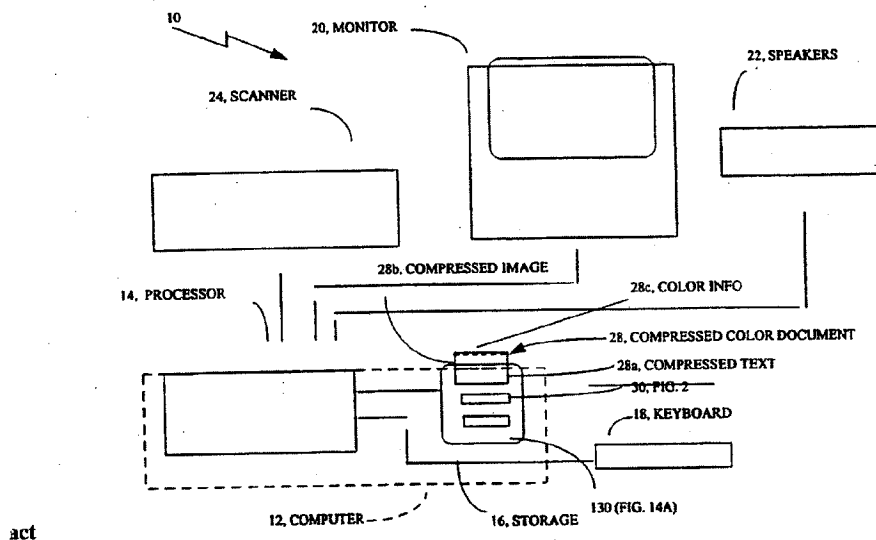 10
20, MONITOR
22, SPEAKERS
24, SCANNER
28b, COMPRESSED IMAGE
28c, COLOR INFO
14, PROCESSOR
28, COMPRESSED COLOR DOCUMENT
28a, COMPRESSED TEXT
30, FIG. 2
18, KEYBOARD
12, COMPUTER
16, STORAGE
130 (FIG. 14A)
act